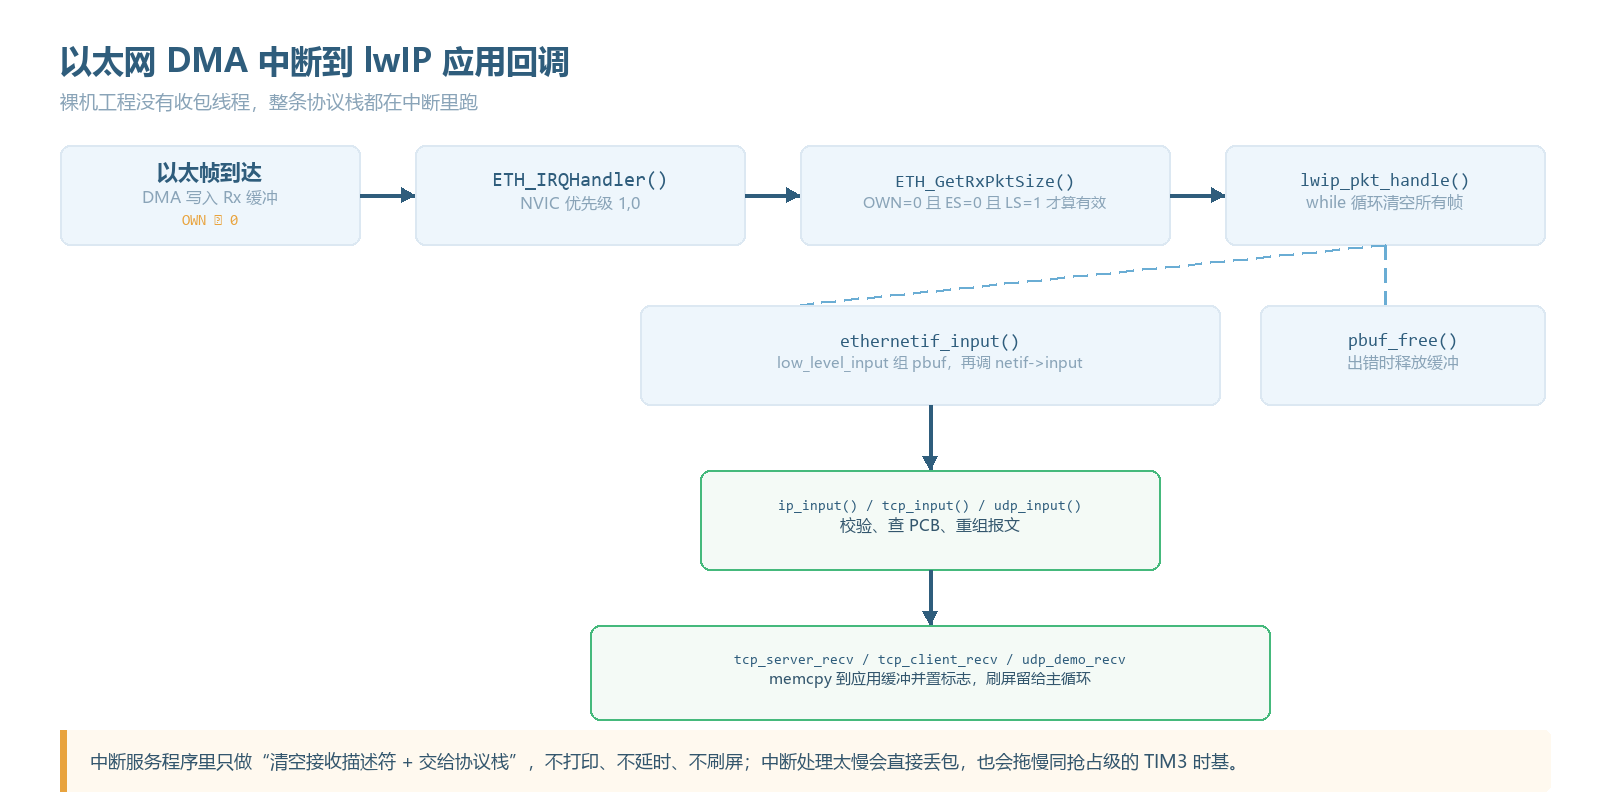 以太网 DMA 中断到 lwIP 应用回调
裸机工程没有收包线程，整条协议栈都在中断里跑
以太帧到达
DMA 写入 Rx 缓冲
OWN 0
ETH_IRQHandler()
NVIC 优先级 1,0
ETH_GetRxPktSize()
OWN=0 且 ES=0 且 LS=1 才算有效
lwip_pkt_handle()
while 循环清空所有帧
ethernetif_input()
low_level_input 组 pbuf，再调 netif->input
pbuf_free()
出错时释放缓冲
ip_input() / tcp_input() / udp_input()
校验、查 PCB、重组报文
tcp_server_recv / tcp_client_recv / udp_demo_recv
memcpy 到应用缓冲并置标志，刷屏留给主循环
中断服务程序里只做“清空接收描述符 + 交给协议栈”，不打印、不延时、不刷屏；中断处理太慢会直接丢包，也会拖慢同抢占级的 TIM3 时基。